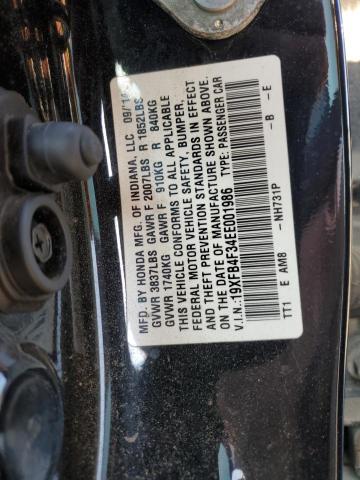 MFD. BY HONDA MFG. OF INDIANA, LLC 09/14
GVWR 3837LBS GAWR F 2007LBS R 1852LBS
GVWR 1740KG GAWR F 910KG R 840KG
THIS VEHICLE CONFORMS TO ALL APPLICABLE
FEDERAL MOTOR VEHICLE SAFETY, BUMPER,
AND THEFT PREVENTION STANDARDS IN EFFECT
ON THE DATE OF MANUFACTURE SHOWN ABOVE.
V.I.N.:19XFB4F34EE001986 TYPE: PASSENGER CAR
TT1 E AM8 -NH731P -B -E